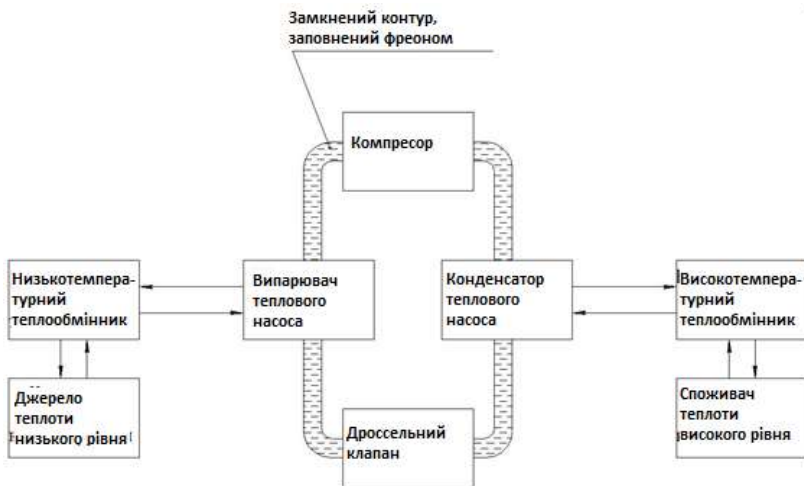 Замкнений контур,
заповнений фреоном
Компресор
Низькотемпера-
турний
теплообмінник
Випарювач
теплового
насоса
Конденсатор
теплового
насоса
Високотемпера-
турний
теплообмінник
Джерело
теплоти
низького рівня
Дроссельний
клапан
Споживач
теплоти
високого рівня